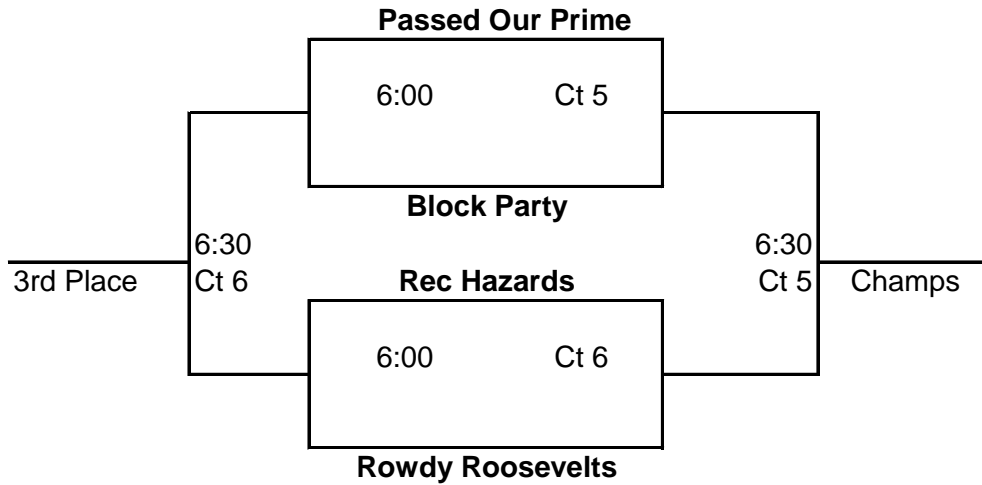 Passed Our Prime
6:00 Ct 5
Block Party
6:30 6:30
3rd Place Ct 6 Rec Hazards Ct 5 Champs
6:00 Ct 6
Rowdy Roosevelts